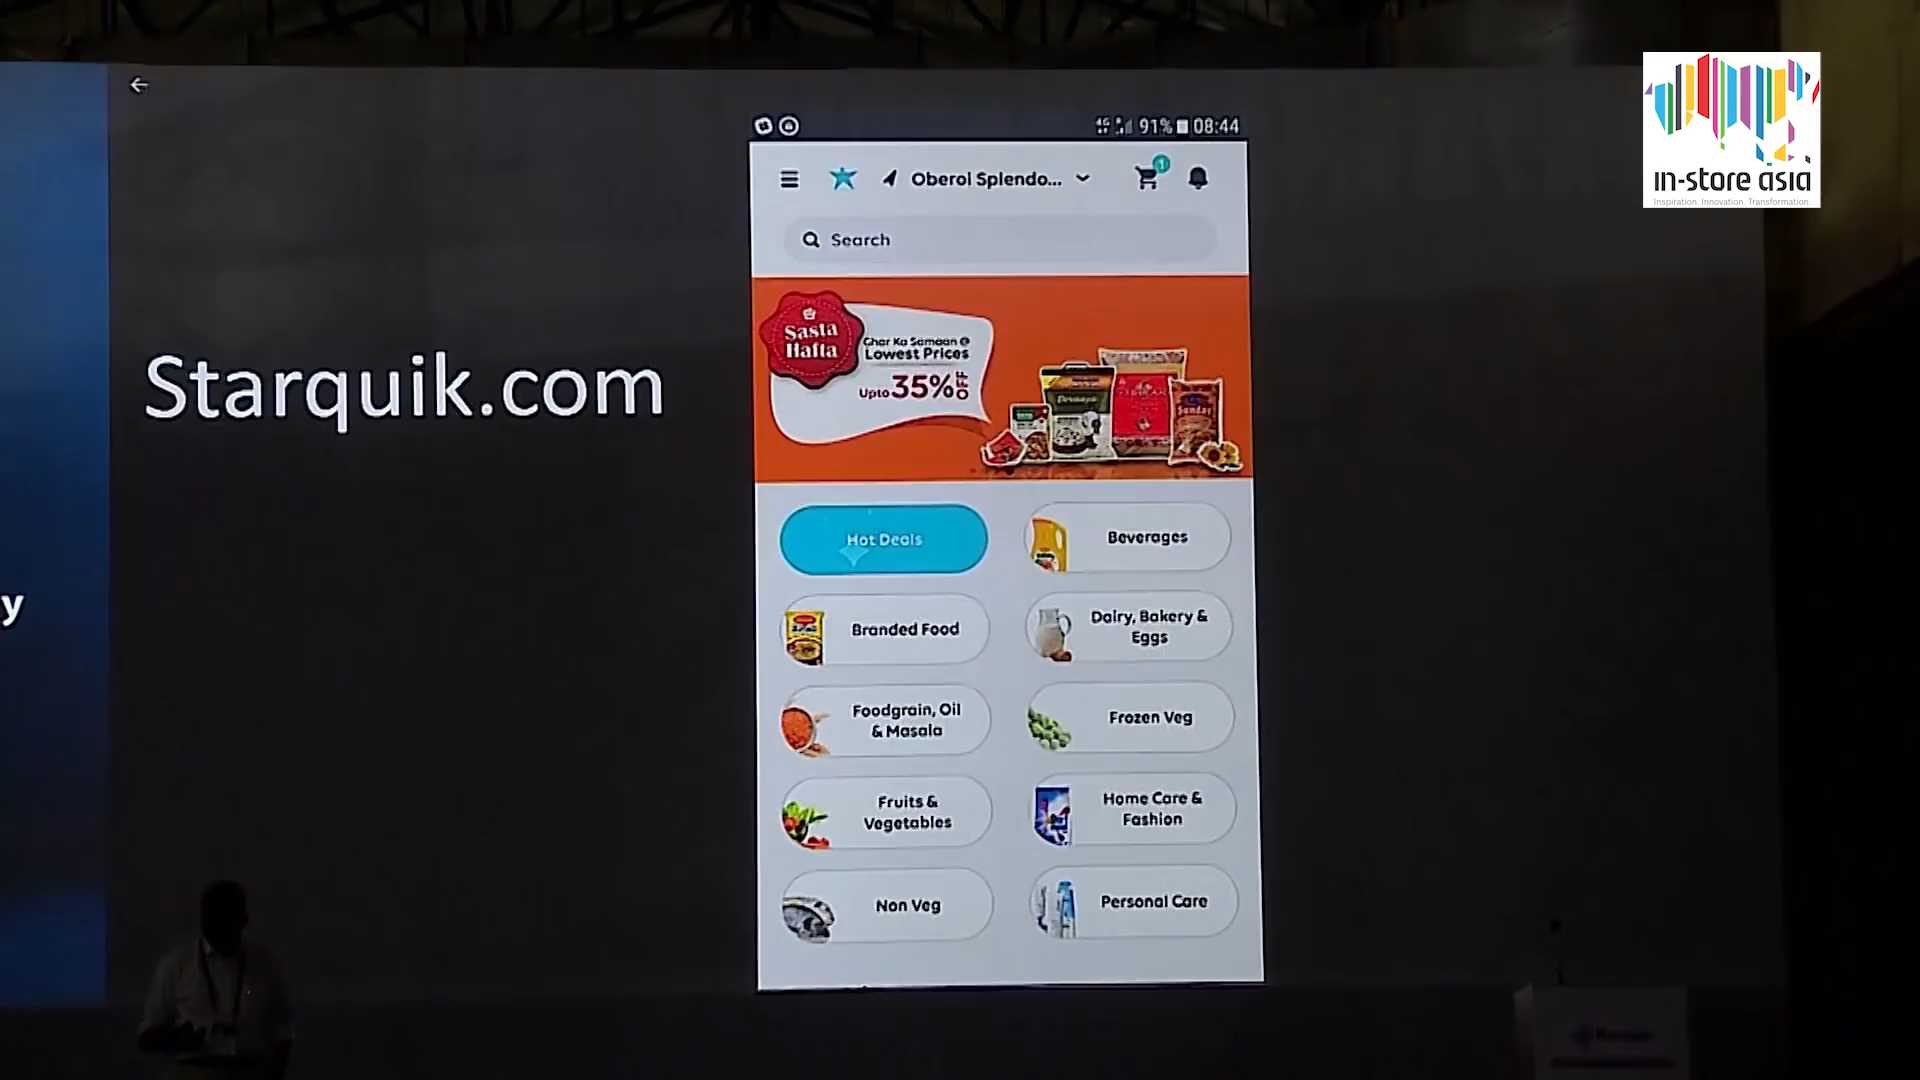 in-store asia
Inspiration. Innovation. Transformation.
91% 08:44
Oberoi Splendo...
1
Search
Starquik.com
Sasta
Hafta
Ghar Ka Samaan @
Lowest Prices
Upto 35% OFF
Sunday
Hot Deals
Beverages
Branded Food
Dairy, Bakery &
Eggs
y
Foodgrain, Oil
& Masala
Frozen Veg
Fruits &
Vegetables
Home Care &
Fashion
Non Veg
Personal Care